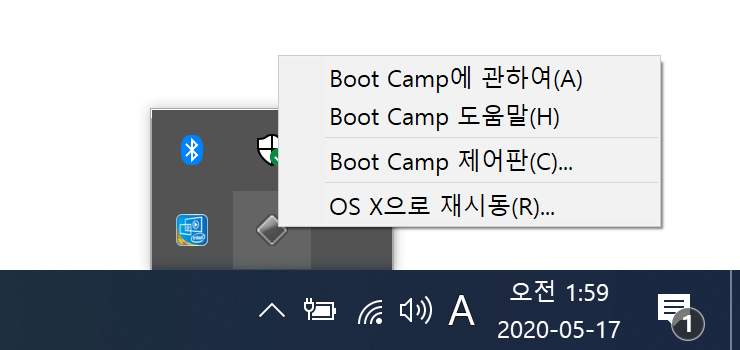 Boot Camp에 관하여(A)
Boot Camp 도움말(H)
Boot Camp 제어판(C)...
OS X으로 재시동(R)...
intel
A
오전 1:59
2020-05-17
1